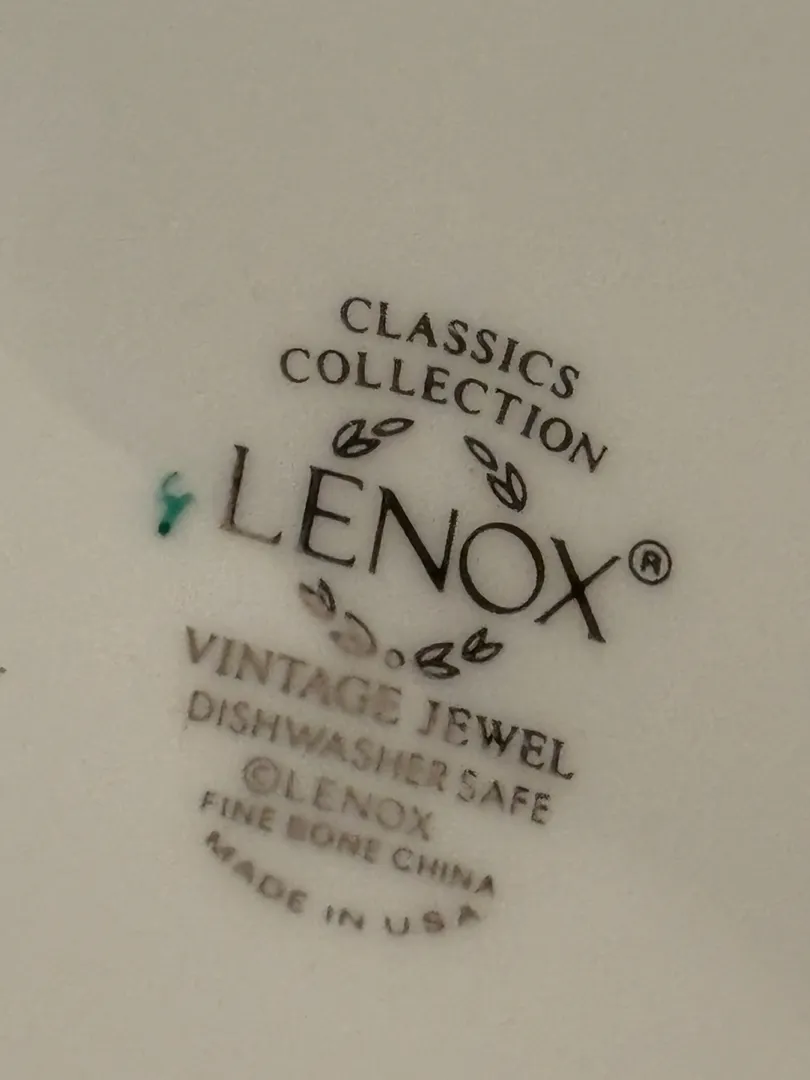 CLASSICS
COLLECTION
LENOX®
VINTAGE JEWEL
DISHWASHER SAFE
©LENOX
FINE BONE CHINA
MADE IN USA